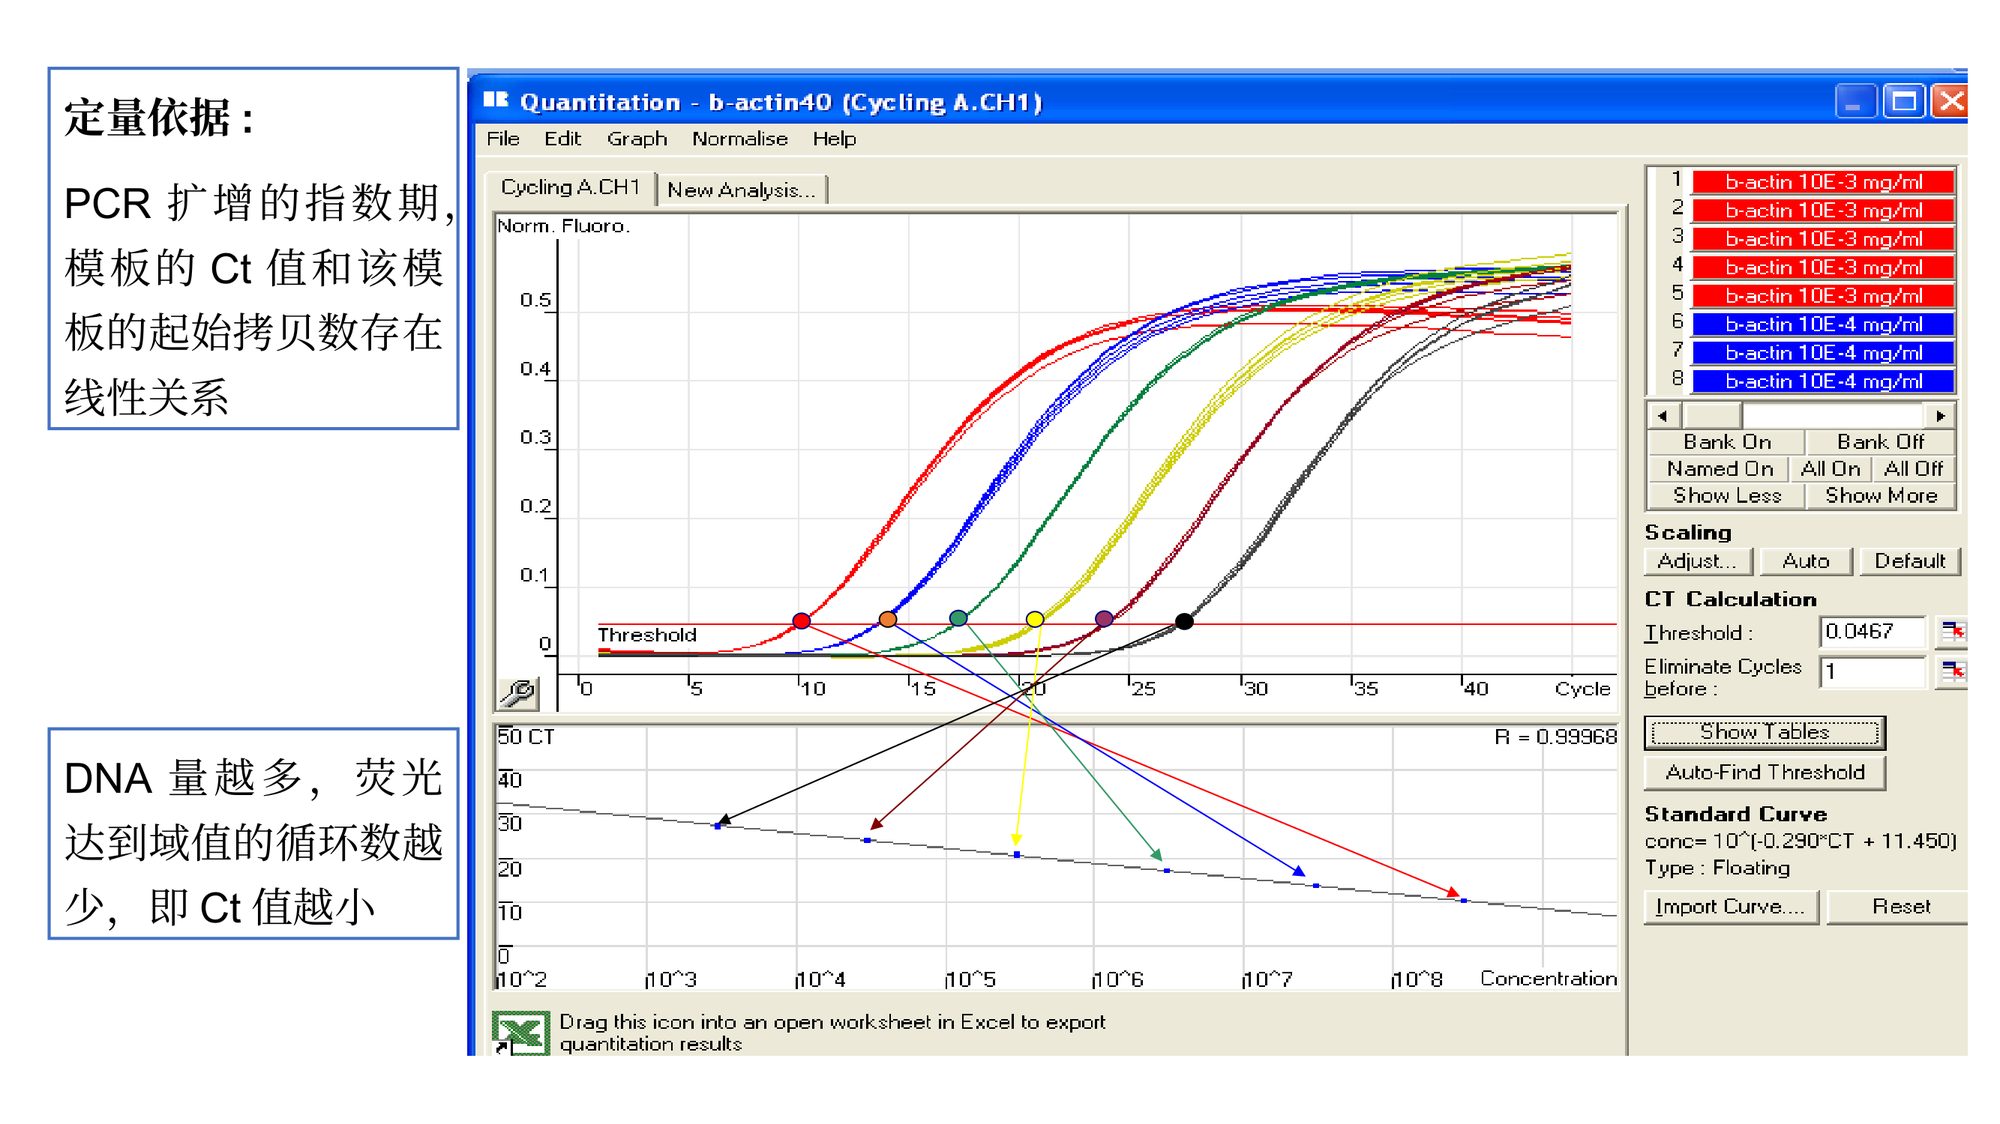 定量依据：
PCR 扩增的指数期，
模板的 Ct 值和该模
板的起始拷贝数存在
线性关系
DNA 量越多，荧光
达到域值的循环数越
少，即 Ct 值越小
Quantitation - b-actin40 (Cycling A.CH1)
File Edit Graph Normalise Help
Cycling A.CH1 New Analysis...
Norm. Fluoro.
0.5
0.4
0.3
0.2
0.1
0
Threshold
0 5 10 15 20 25 30 35 40 Cycle
50 CT
R = 0.99968
40
30
20
10
0
10^2 10^3 10^4 10^5 10^6 10^7 10^8 Concentration
Drag this icon into an open worksheet in Excel to export
quantitation results
1 b-actin 10E-3 mg/ml
2 b-actin 10E-3 mg/ml
3 b-actin 10E-3 mg/ml
4 b-actin 10E-3 mg/ml
5 b-actin 10E-3 mg/ml
6 b-actin 10E-4 mg/ml
7 b-actin 10E-4 mg/ml
8 b-actin 10E-4 mg/ml
Bank On Bank Off
Named On All On All Off
Show Less Show More
Scaling
Adjust... Auto Default
CT Calculation
Threshold : 0.0467
Eliminate Cycles
before : 1
Show Tables
Auto-Find Threshold
Standard Curve
conc= 10^(-0.290*CT + 11.450)
Type : Floating
Import Curve.... Reset